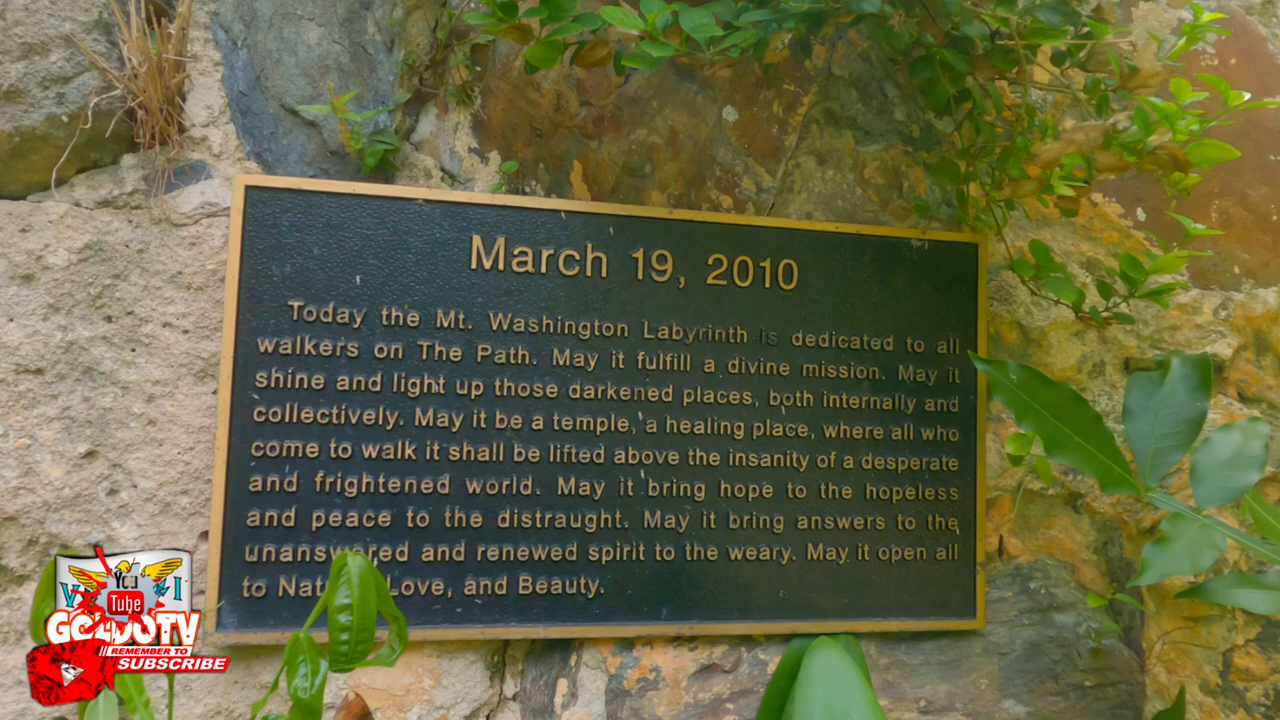 March 19, 2010
Today the Mt. Washington Labyrinth is dedicated to all
walkers on The Path. May it fulfill a divine mission. May it
shine and light up those darkened places, both internally and
collectively. May it be a temple, a healing place, where all who
come to walk it shall be lifted above the insanity of a desperate
and frightened world. May it bring hope to the hopeless
and peace to the distraught. May it bring answers to the
unanswered and renewed spirit to the weary. May it open all
to Nat Love, and Beauty.
You
Tube
REMEMBER TO
SUBSCRIBE